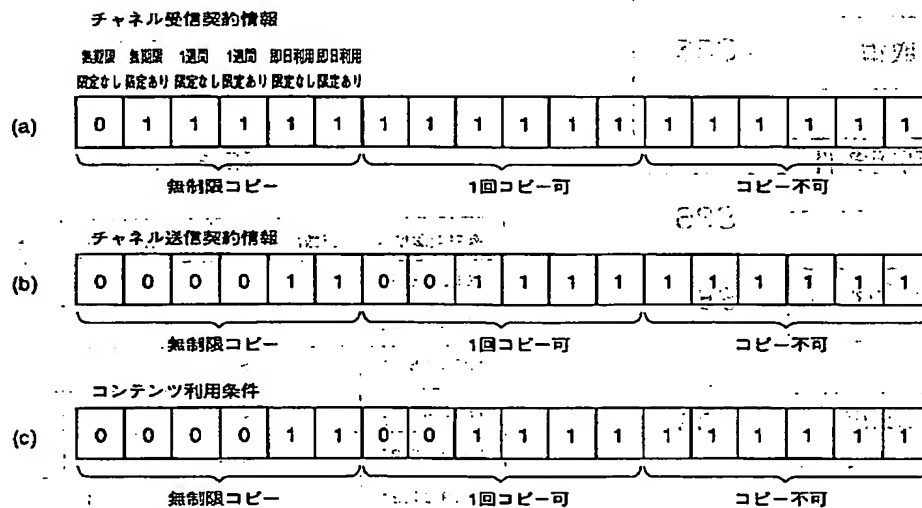 チャネル受信契約情報
無期限 無期限 1週間 1週間 即日利用 即日利用
限定なし 限定あり 限定なし 限定あり 限定なし 限定あり
(a) 0 1 1 1 1 1 1 1 1 1 1 1 1 1 1 1 1 1
無制限コピー 1回コピー可 コピー不可
チャネル送信契約情報
(b) 0 0 0 0 1 1 0 0 1 1 1 1 1 1 1 1 1 1
無制限コピー 1回コピー可 コピー不可
コンテンツ利用条件
(c) 0 0 0 0 1 1 0 0 1 1 1 1 1 1 1 1 1 1
無制限コピー 1回コピー可 コピー不可